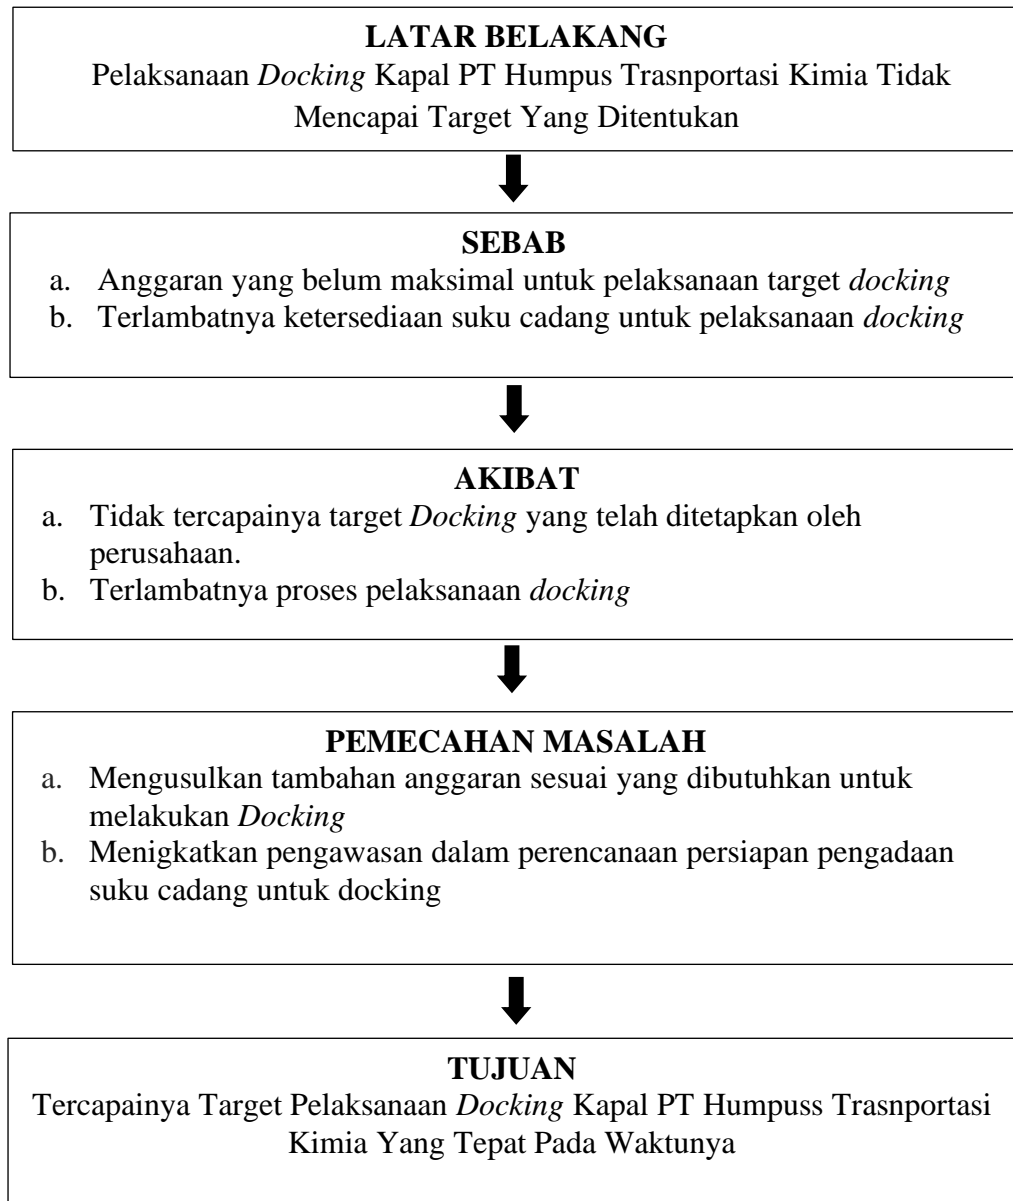 LATAR BELAKANG
Pelaksanaan Docking Kapal PT Humpus Trasnportasi Kimia Tidak
Mencapai Target Yang Ditentukan
SEBAB
a. Anggaran yang belum maksimal untuk pelaksanaan target docking
b. Terlambatnya ketersediaan suku cadang untuk pelaksanaan docking
AKIBAT
a. Tidak tercapainya target Docking yang telah ditetapkan oleh
perusahaan.
b. Terlambatnya proses pelaksanaan docking
PEMECAHAN MASALAH
a. Mengusulkan tambahan anggaran sesuai yang dibutuhkan untuk
melakukan Docking
b. Menigkatkan pengawasan dalam perencanaan persiapan pengadaan
suku cadang untuk docking
TUJUAN
Tercapainya Target Pelaksanaan Docking Kapal PT Humpuss Trasnportasi
Kimia Yang Tepat Pada Waktunya